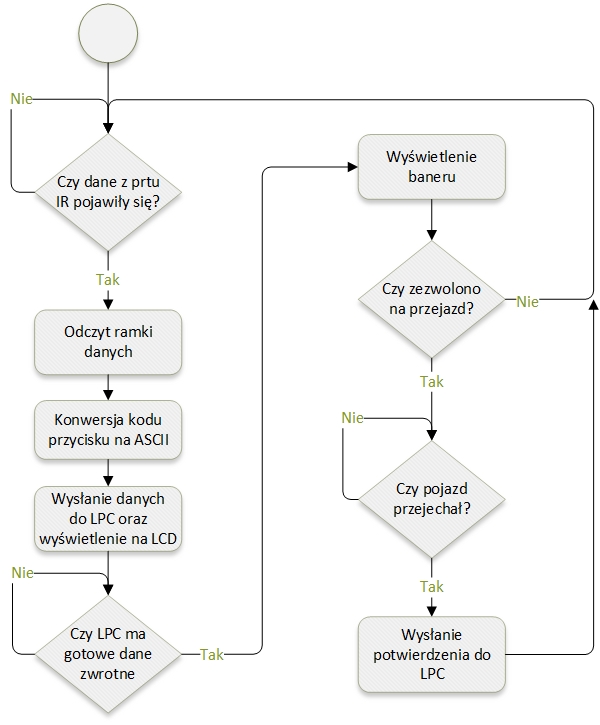 Nie
Czy dane z prtu
IR pojawiły się?
Tak
Odczyt ramki
danych
Konwersja kodu
przycisku na ASCII
Wysłanie danych
do LPC oraz
wyświetlenie na LCD
Nie
Czy LPC ma
gotowe dane
zwrotne
Tak
Wyświetlenie
baneru
Czy zezwolono
na przejazd?
Nie
Tak
Nie
Czy pojazd
przejechał?
Tak
Wysłanie
potwierdzenia do
LPC